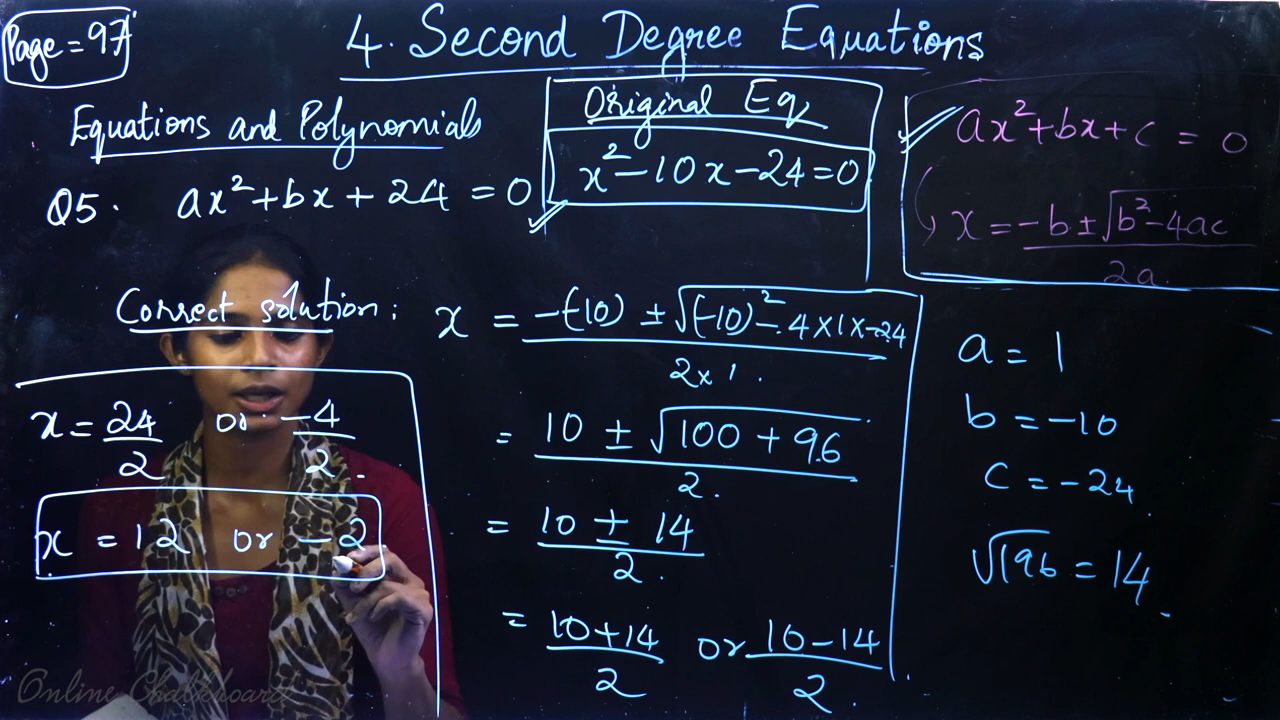 Page = 97
4. Second Degree Equations
Equations and Polynomials
Original Eq
x² - 10x - 24 = 0
ax² + bx + c = 0
x = (-b ± √(b² - 4ac)) / 2a.
Q5. ax² + bx + 24 = 0
Correct solution:
x = (-(-10) ± √((-10)² - 4 × 1 × -24)) / (2 × 1).
= (10 ± √(100 + 96)) / 2.
= (10 ± 14) / 2.
= (10 + 14) / 2 or (10 - 14) / 2.
x = 24/2 or -4/2.
x = 12 or -2
a = 1
b = -10
c = -24
√196 = 14
Online Chalkboard